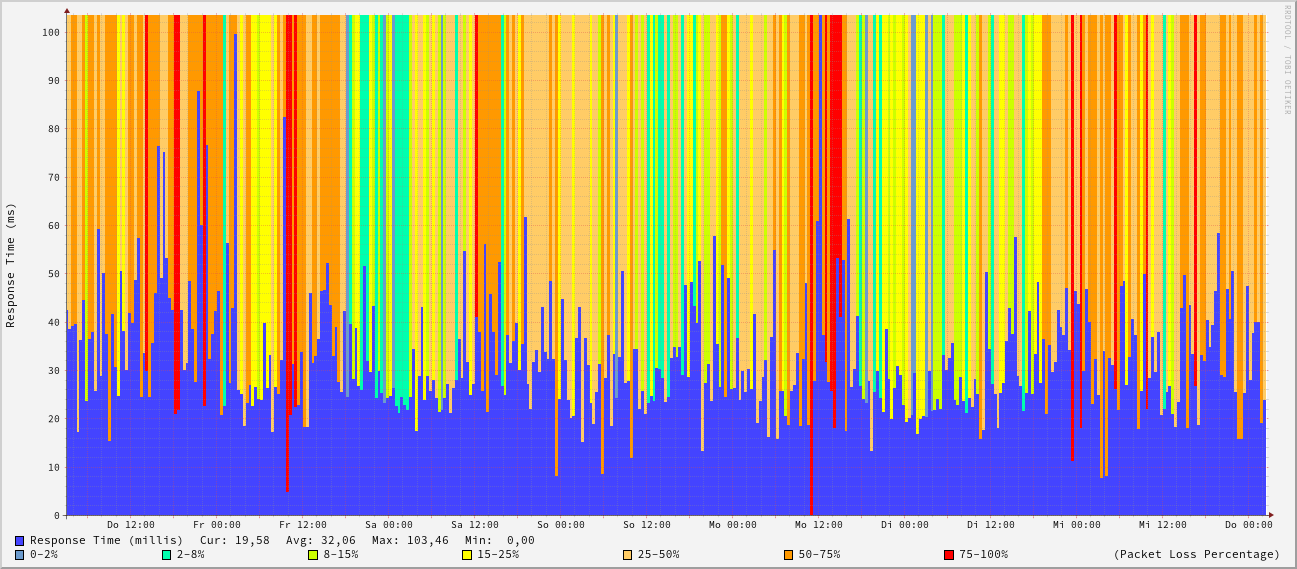 RRDTOOL / TOBI OETIKER
Response Time (ms)
100
90
80
70
60
50
40
30
20
10
0
Do 12:00 Fr 00:00 Fr 12:00 Sa 00:00 Sa 12:00 So 00:00 So 12:00 Mo 00:00 Mo 12:00 Di 00:00 Di 12:00 Mi 00:00 Mi 12:00 Do 00:00
Response Time (millis) Cur: 19,58 Avg: 32,06 Max: 103,46 Min: 0,00
0-2% 2-8% 8-15% 15-25% 25-50% 50-75% 75-100% (Packet Loss Percentage)